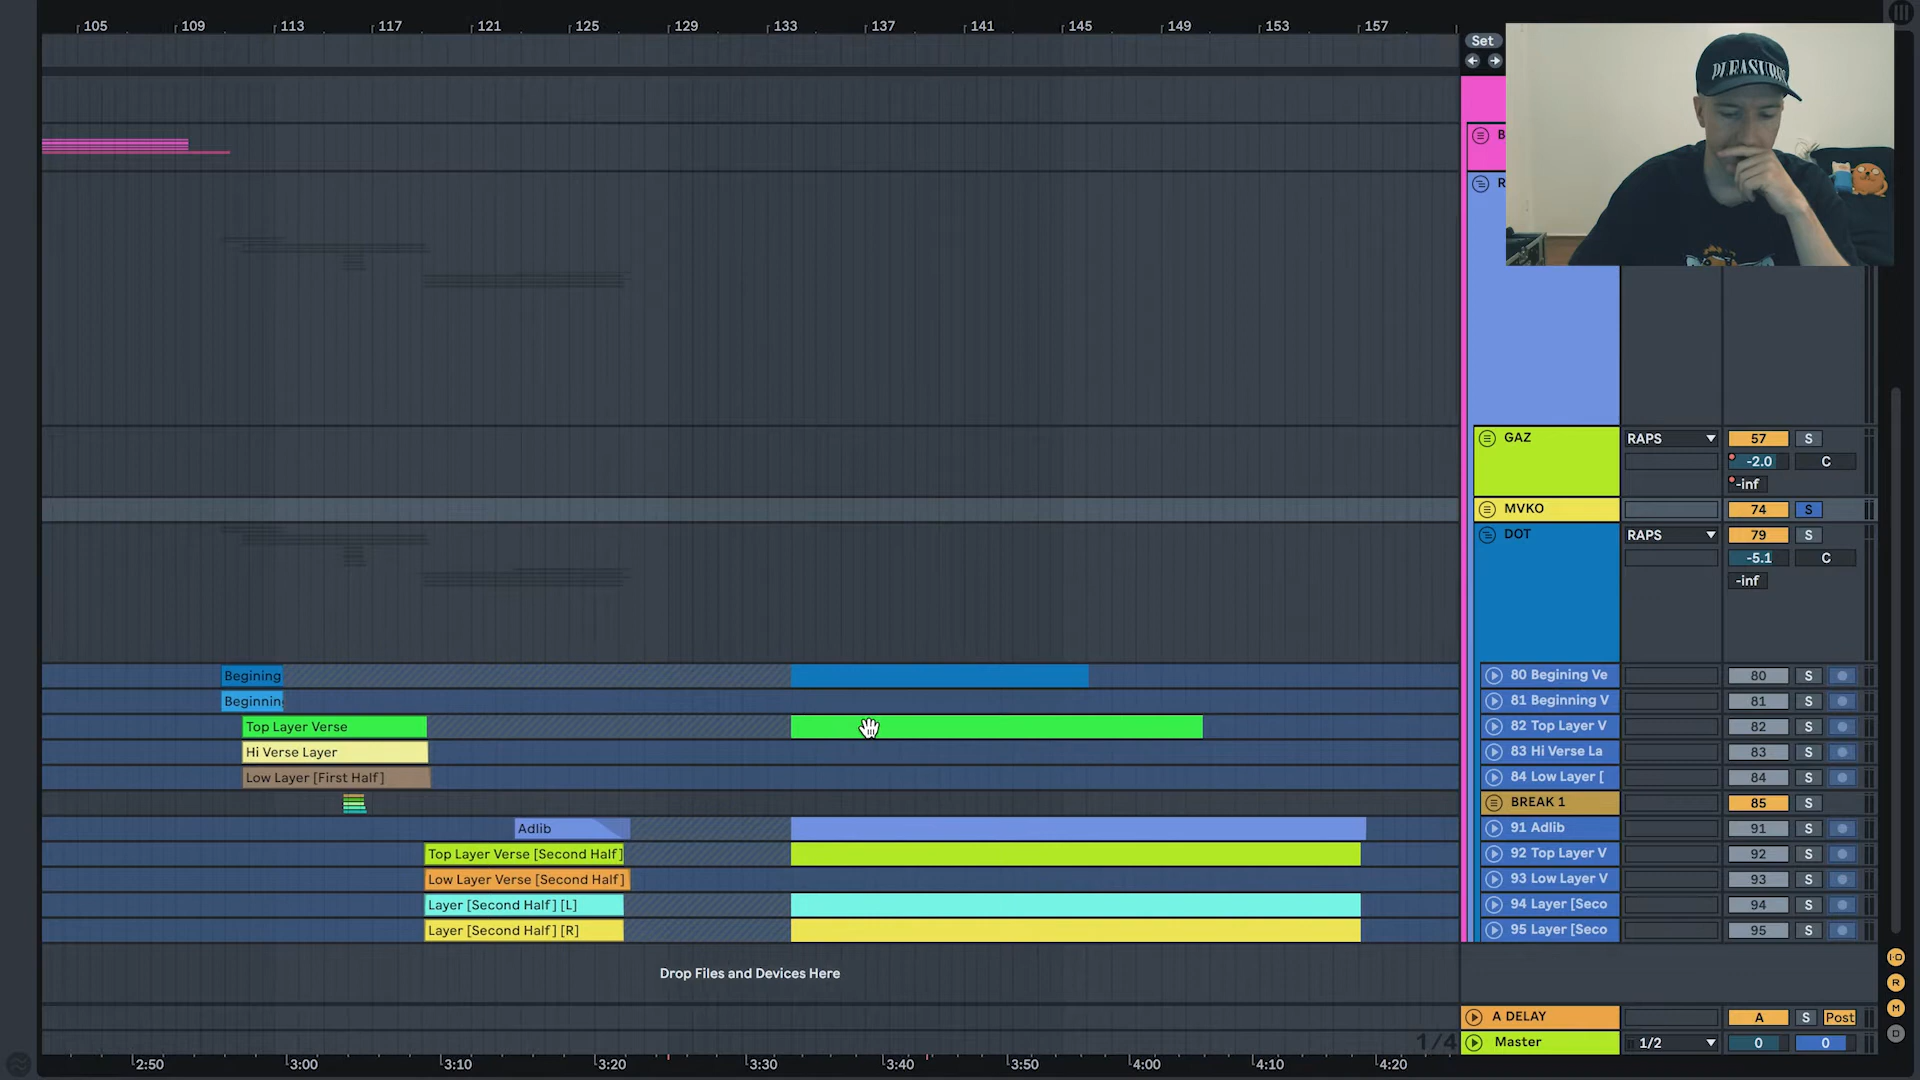 105 109 113 117 121 125 129 133 137 141 145 149 153 157
Set
PLEASURES
B
R
GAZ RAPS 57 S
-2.0 C
-inf
MVKO 74 S
DOT RAPS 79 S
-5.1 C
-inf
Begining 80 Begining Ve 80 S
Beginnin 81 Beginning V 81 S
Top Layer Verse 82 Top Layer V 82 S
Hi Verse Layer 83 Hi Verse La 83 S
Low Layer [First Half] 84 Low Layer [ 84 S
BREAK 1 85 S
Adlib 91 Adlib 91 S
Top Layer Verse [Second Half] 92 Top Layer V 92 S
Low Layer Verse [Second Half] 93 Low Layer V 93 S
Layer [Second Half] [L] 94 Layer [Seco 94 S
Layer [Second Half] [R] 95 Layer [Seco 95 S
Drop Files and Devices Here
I·O
R
M
D
A DELAY A S Post
1/4 Master 1/2 0 0
2:50 3:00 3:10 3:20 3:30 3:40 3:50 4:00 4:10 4:20